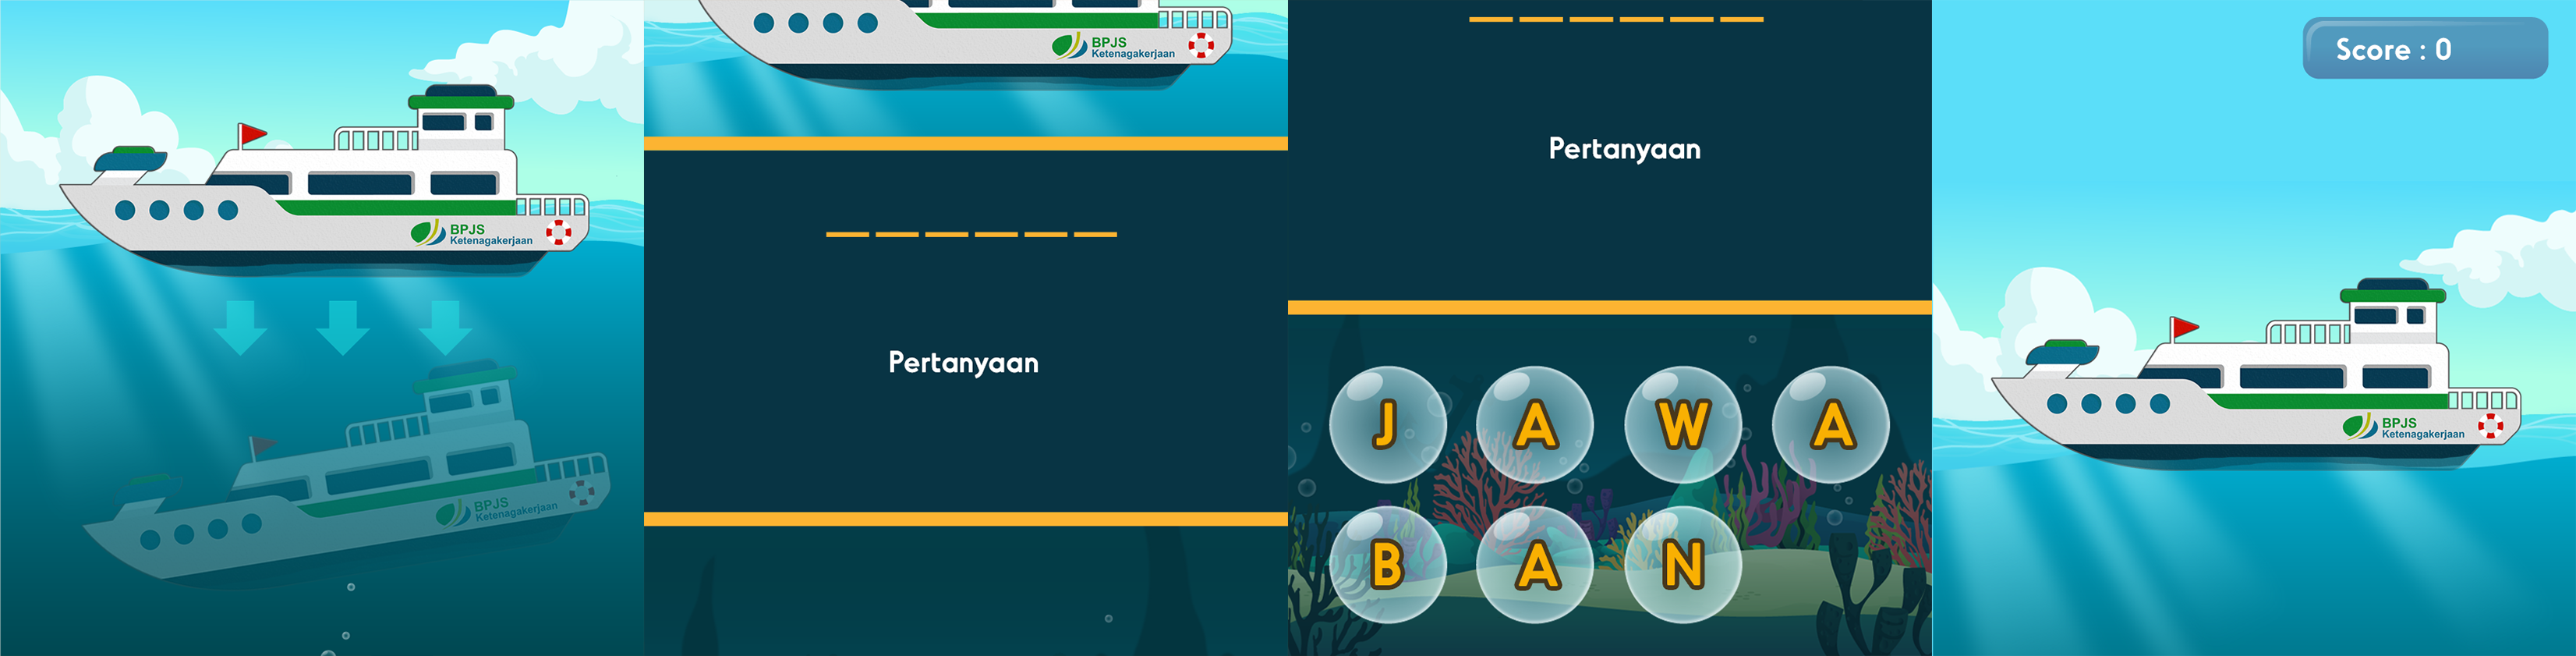 BPJS
Ketenagakerjaan
BPJS
Ketenagakerjaan
BPJS
Ketenagakerjaan
Pertanyaan
Pertanyaan
J A W A
B A N
Score : 0
BPJS
Ketenagakerjaan